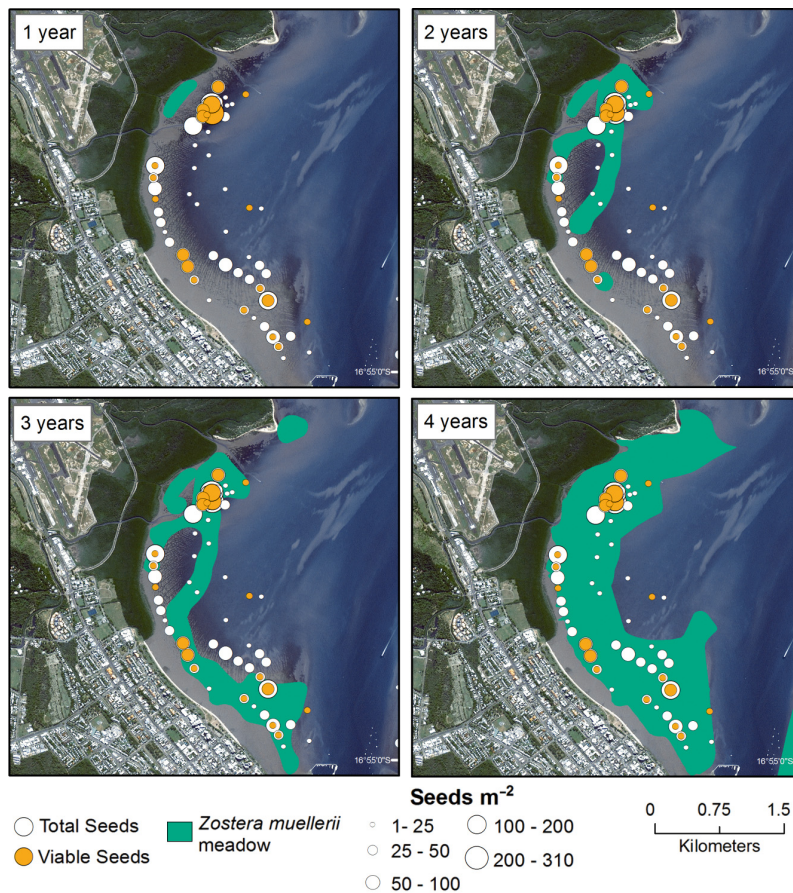 1 year
2 years
16°55'0"S
16°55'0"S
3 years
4 years
16°55'0"S
16°55'0"S
Seeds m⁻²
Total Seeds
Viable Seeds
Zostera muellerii
meadow
1- 25
25 - 50
50 - 100
100 - 200
200 - 310
0 0.75 1.5
Kilometers